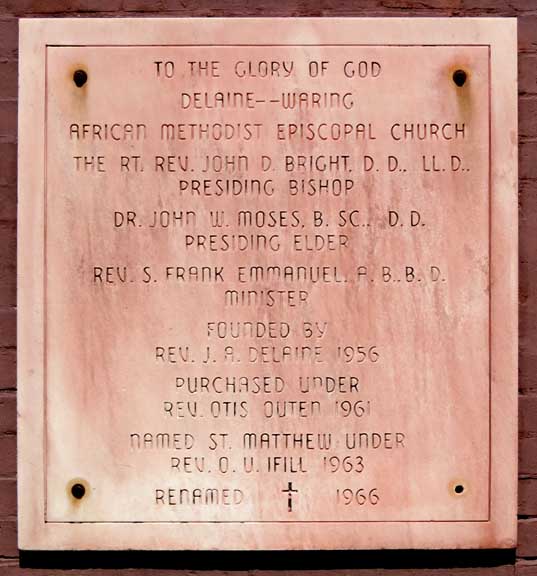 TO THE GLORY OF GOD
DELAINE--WARING
AFRICAN METHODIST EPISCOPAL CHURCH
THE RT. REV. JOHN D. BRIGHT, D. D., LL. D.,
PRESIDING BISHOP
DR. JOHN W. MOSES, B. SC., D. D.
PRESIDING ELDER
REV. S. FRANK EMMANUEL, A. B., B. D.
MINISTER
FOUNDED BY
REV. J. A. DELAINE 1956
PURCHASED UNDER
REV. OTIS OUTEN 1961
NAMED ST. MATTHEW UNDER
REV. O. U. IFILL 1963
RENAMED 1966